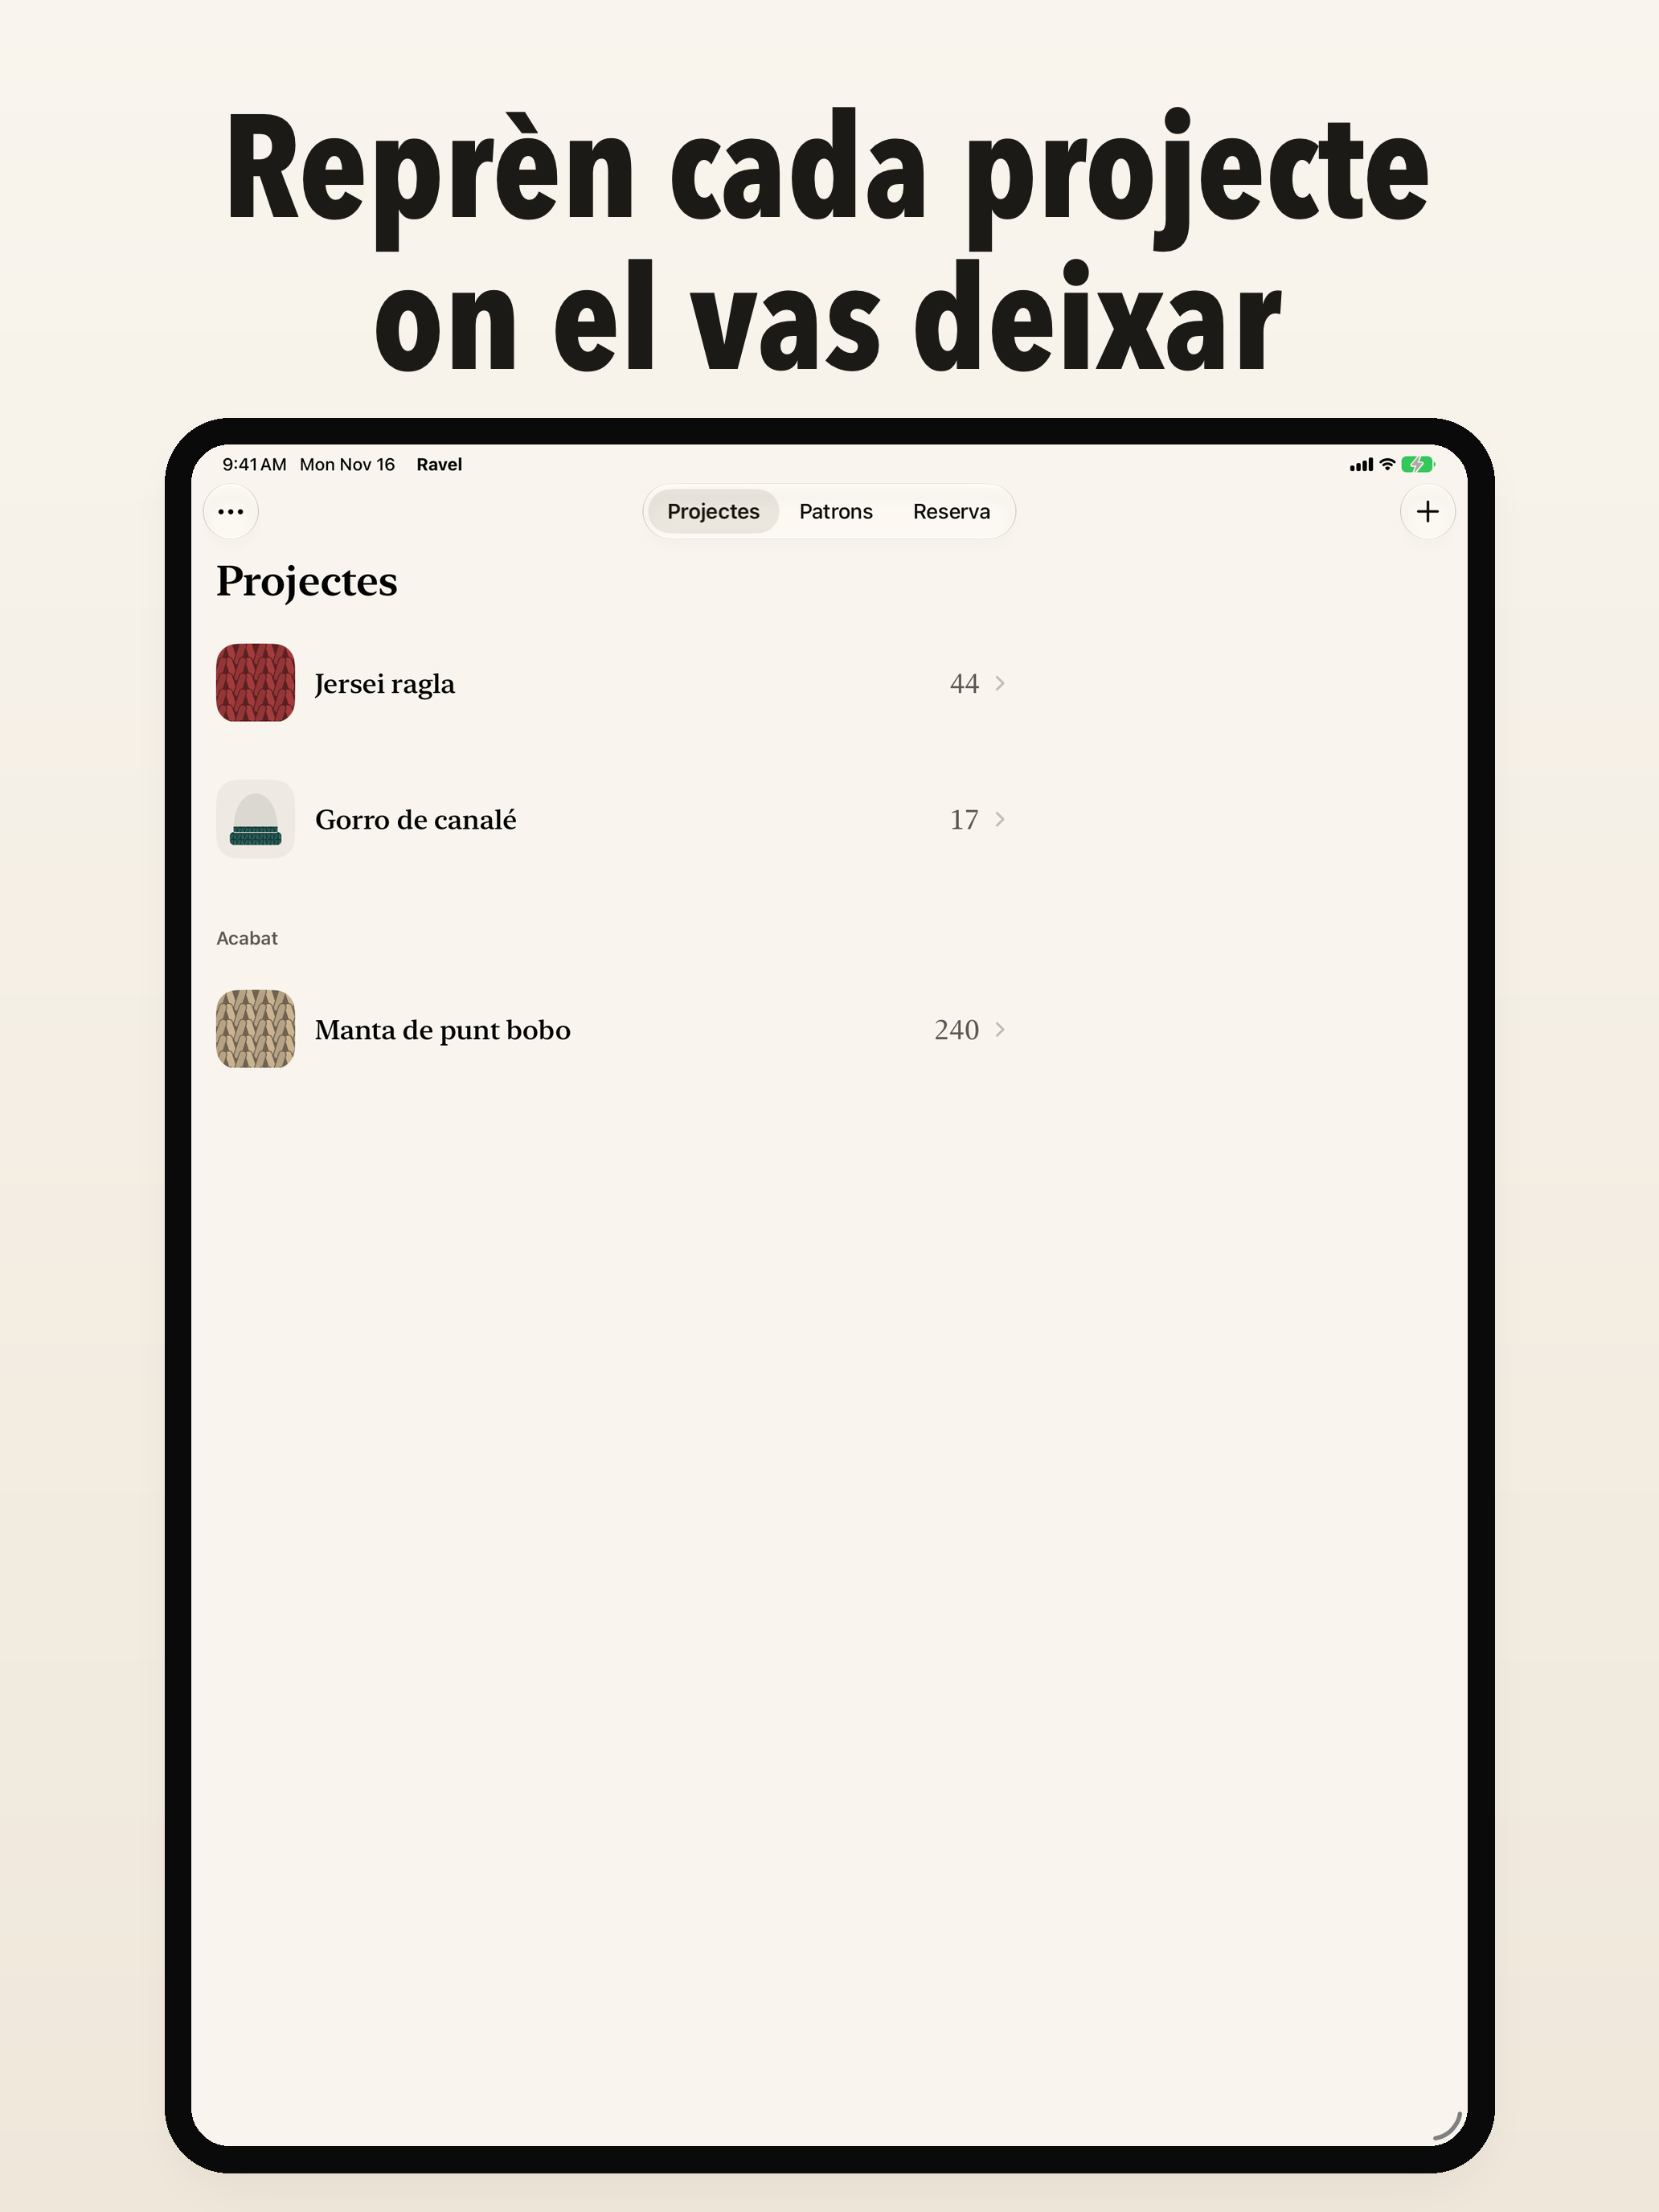 Reprèn cada projecte
on el vas deixar
9:41 AM Mon Nov 16 Ravel
Projectes Patrons Reserva
Projectes
Jersei ragla 44
Gorro de canalé 17
Acabat
Manta de punt bobo 240